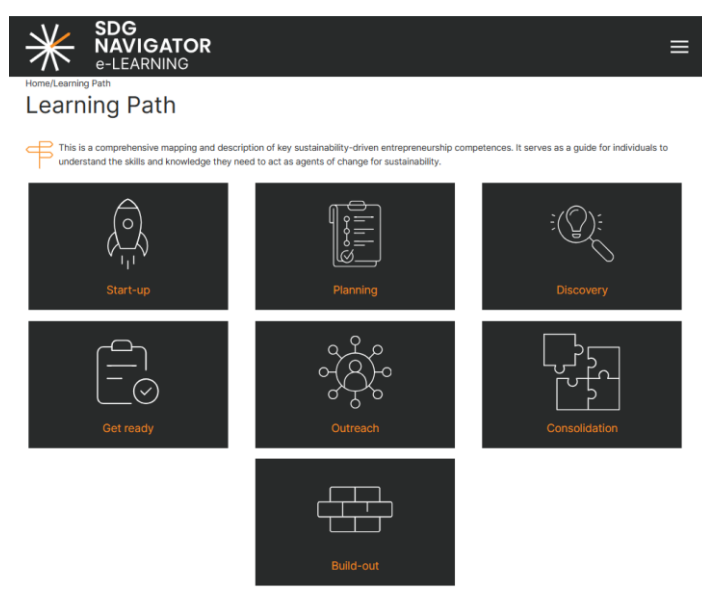 SDG
NAVIGATOR
e-LEARNING
Home/Learning Path
Learning Path
This is a comprehensive mapping and description of key sustainability-driven entrepreneurship competences. It serves as a guide for individuals to
understand the skills and knowledge they need to act as agents of change for sustainability.
Start-up
Planning
Discovery
Get ready
Outreach
Consolidation
Build-out